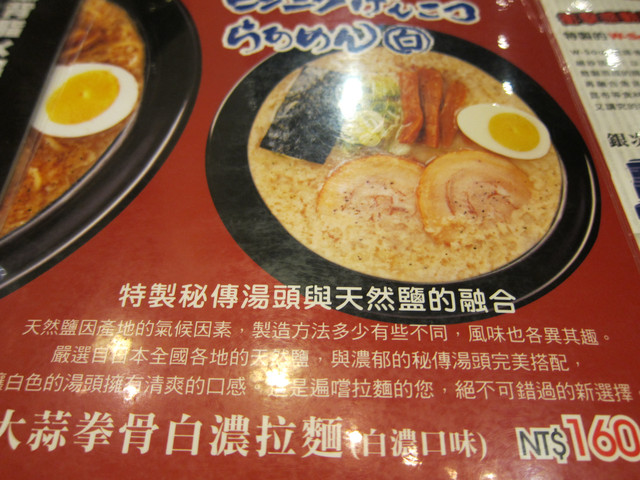 らあめん 白
特製秘傳湯頭與天然鹽的融合
天然鹽因產地的氣候因素，製造方法多少有些不同，風味也各異其趣。
嚴選自日本全國各地的天然鹽，與濃郁的秘傳湯頭完美搭配，
白色的湯頭擁有清爽的口感。 是遍嚐拉麵的您，絕不可錯過的新選擇。
大蒜拳骨白濃拉麵(白濃口味) NT$160
特製的
銀